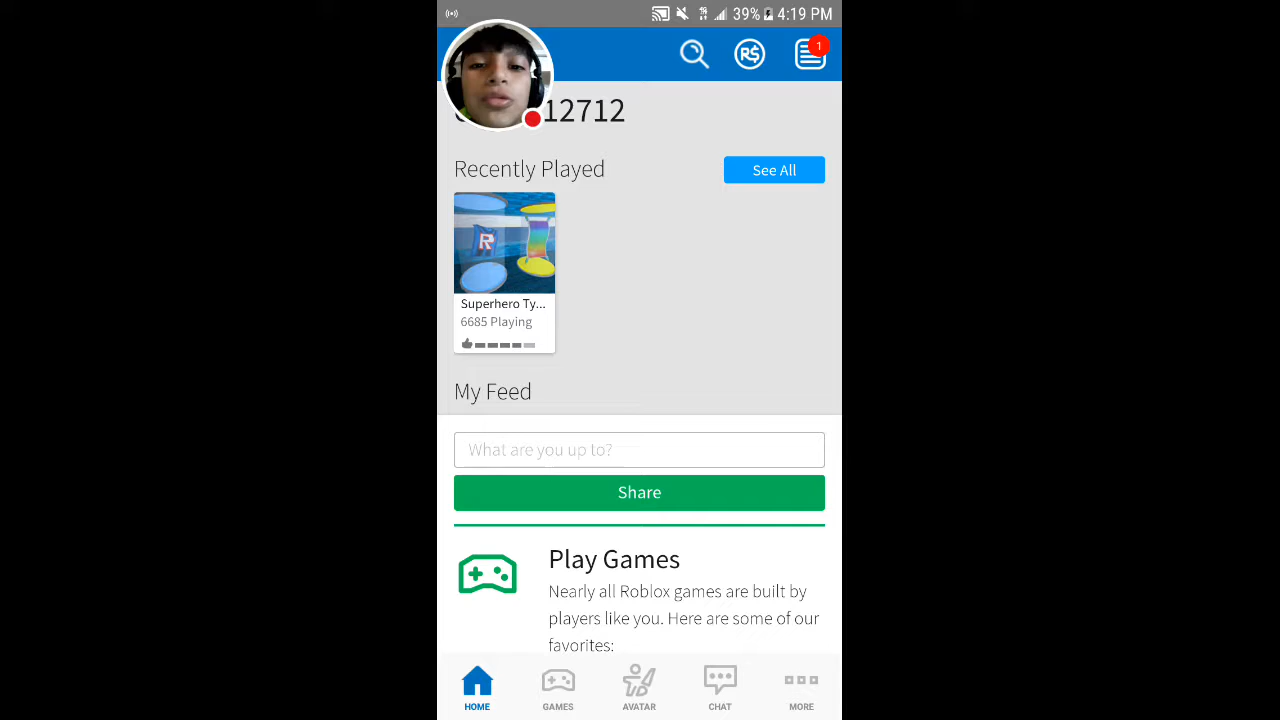 39% 4:19 PM
R$ 1
12712
Recently Played
See All
R
Superhero Ty...
6685 Playing
My Feed
What are you up to?
Share
Play Games
Nearly all Roblox games are built by
players like you. Here are some of our
favorites:
HOME GAMES AVATAR CHAT MORE